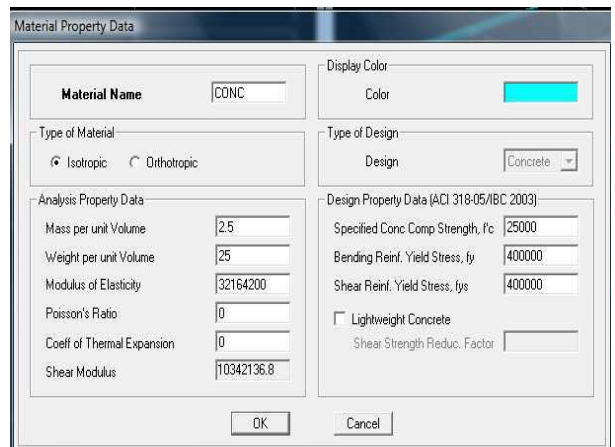 Material Property Data
Material Name
CONC
Display Color
Color
Type of Material
Isotropic
Orthotropic
Type of Design
Design
Concrete
Analysis Property Data
Mass per unit Volume
2.5
Weight per unit Volume
25
Modulus of Elasticity
32164200
Poisson's Ratio
0
Coeff of Thermal Expansion
0
Shear Modulus
10342136.8
Design Property Data (ACI 318-05/IBC 2003)
Specified Conc Comp Strength, f'c
25000
Bending Reinf. Yield Stress, fy
400000
Shear Reinf. Yield Stress, fys
400000
Lightweight Concrete
Shear Strength Reduc. Factor
OK
Cancel